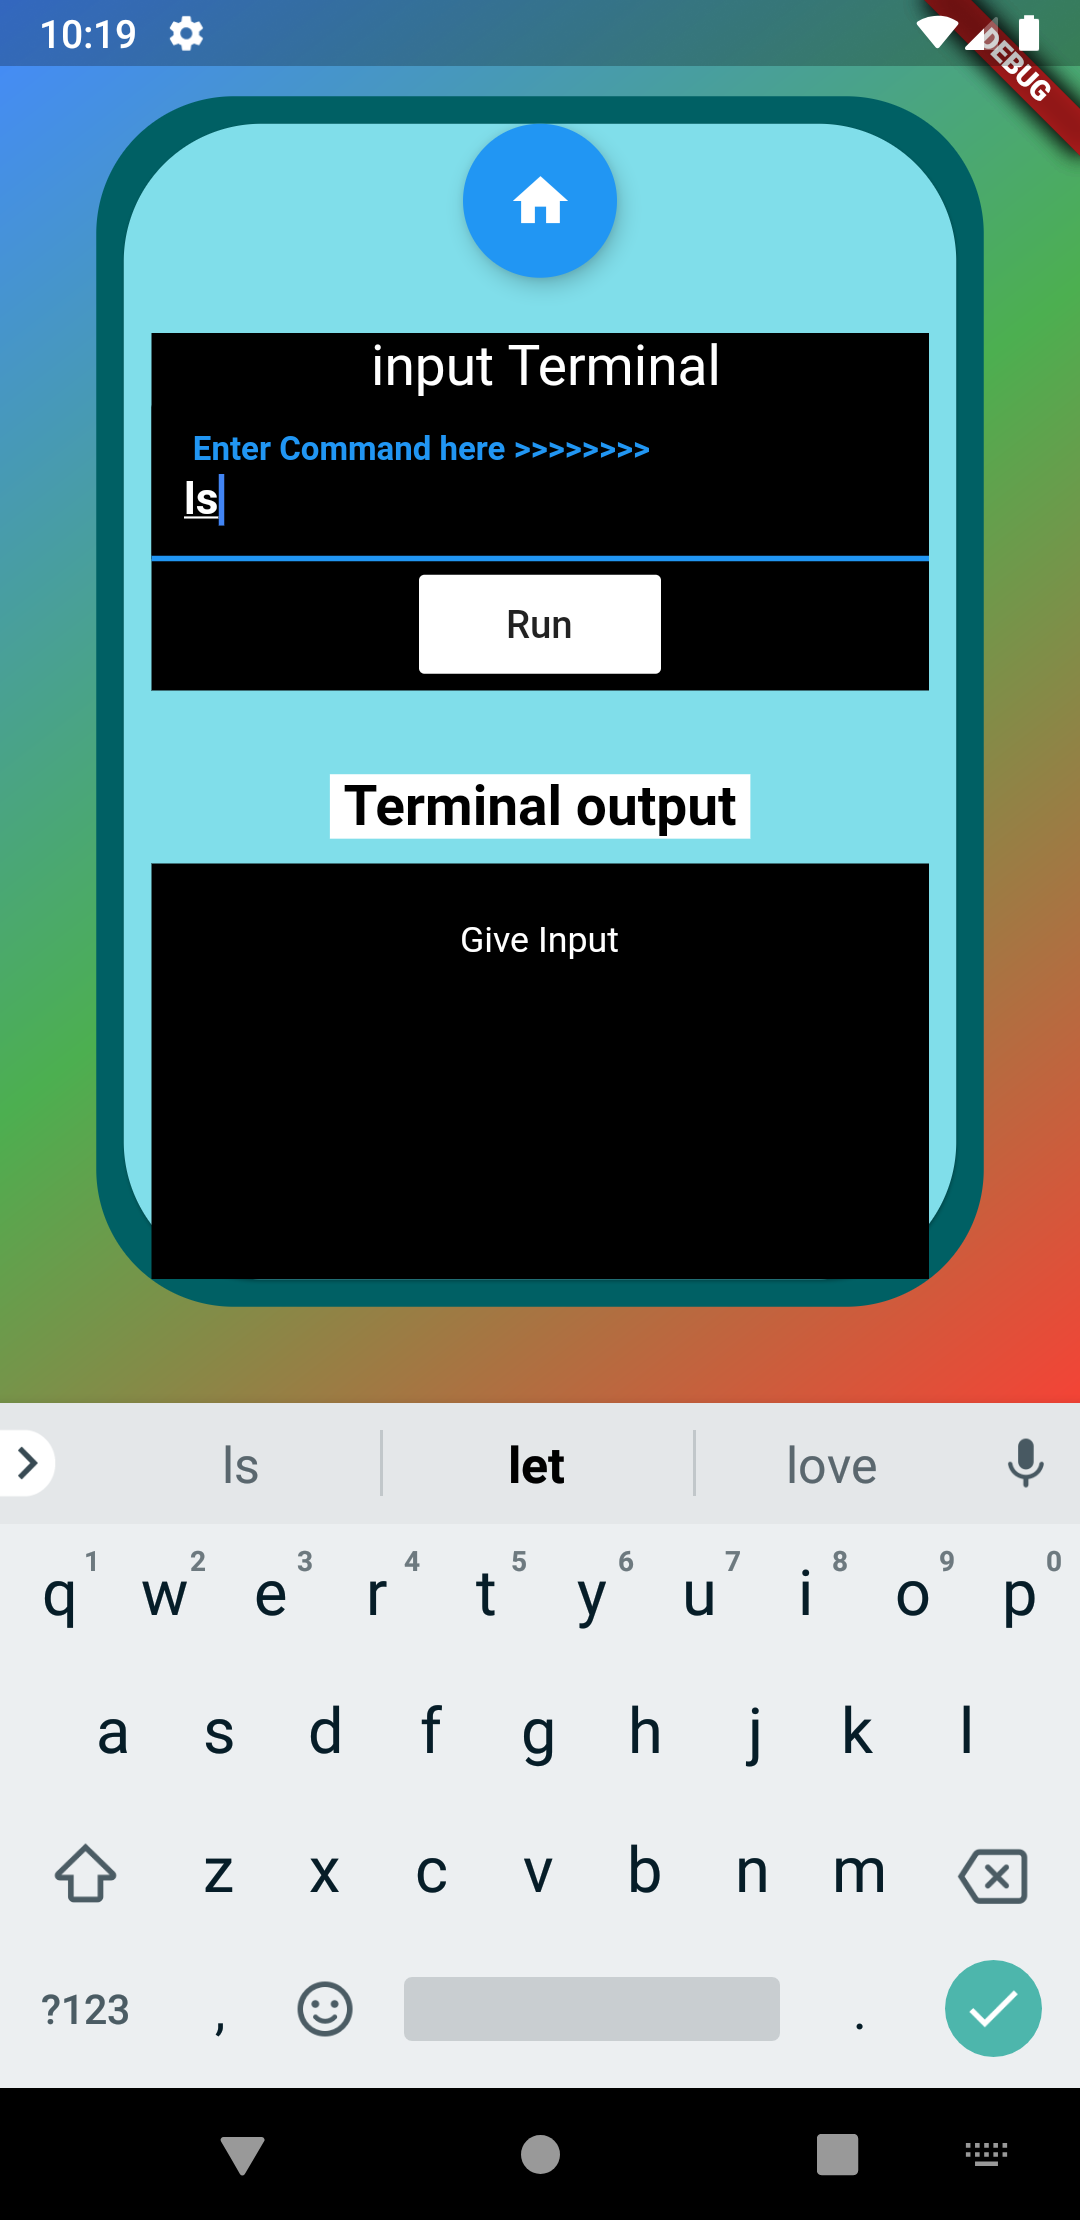 10:19
DEBUG
input Terminal
Enter Command here >>>>>>>>
ls
Run
Terminal output
Give Input
ls let love
q 1 w 2 e 3 r 4 t 5 y 6 u 7 i 8 o 9 p 0
a s d f g h j k l
z x c v b n m
?123 , .